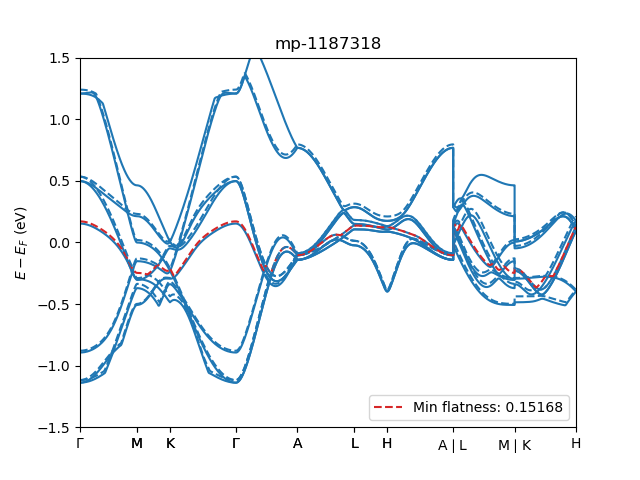 mp-1187318
E − E_F (eV)
1.5
1.0
0.5
0.0
−0.5
−1.0
−1.5
Min flatness: 0.15168
Γ M K Γ A L H A | L M | K H